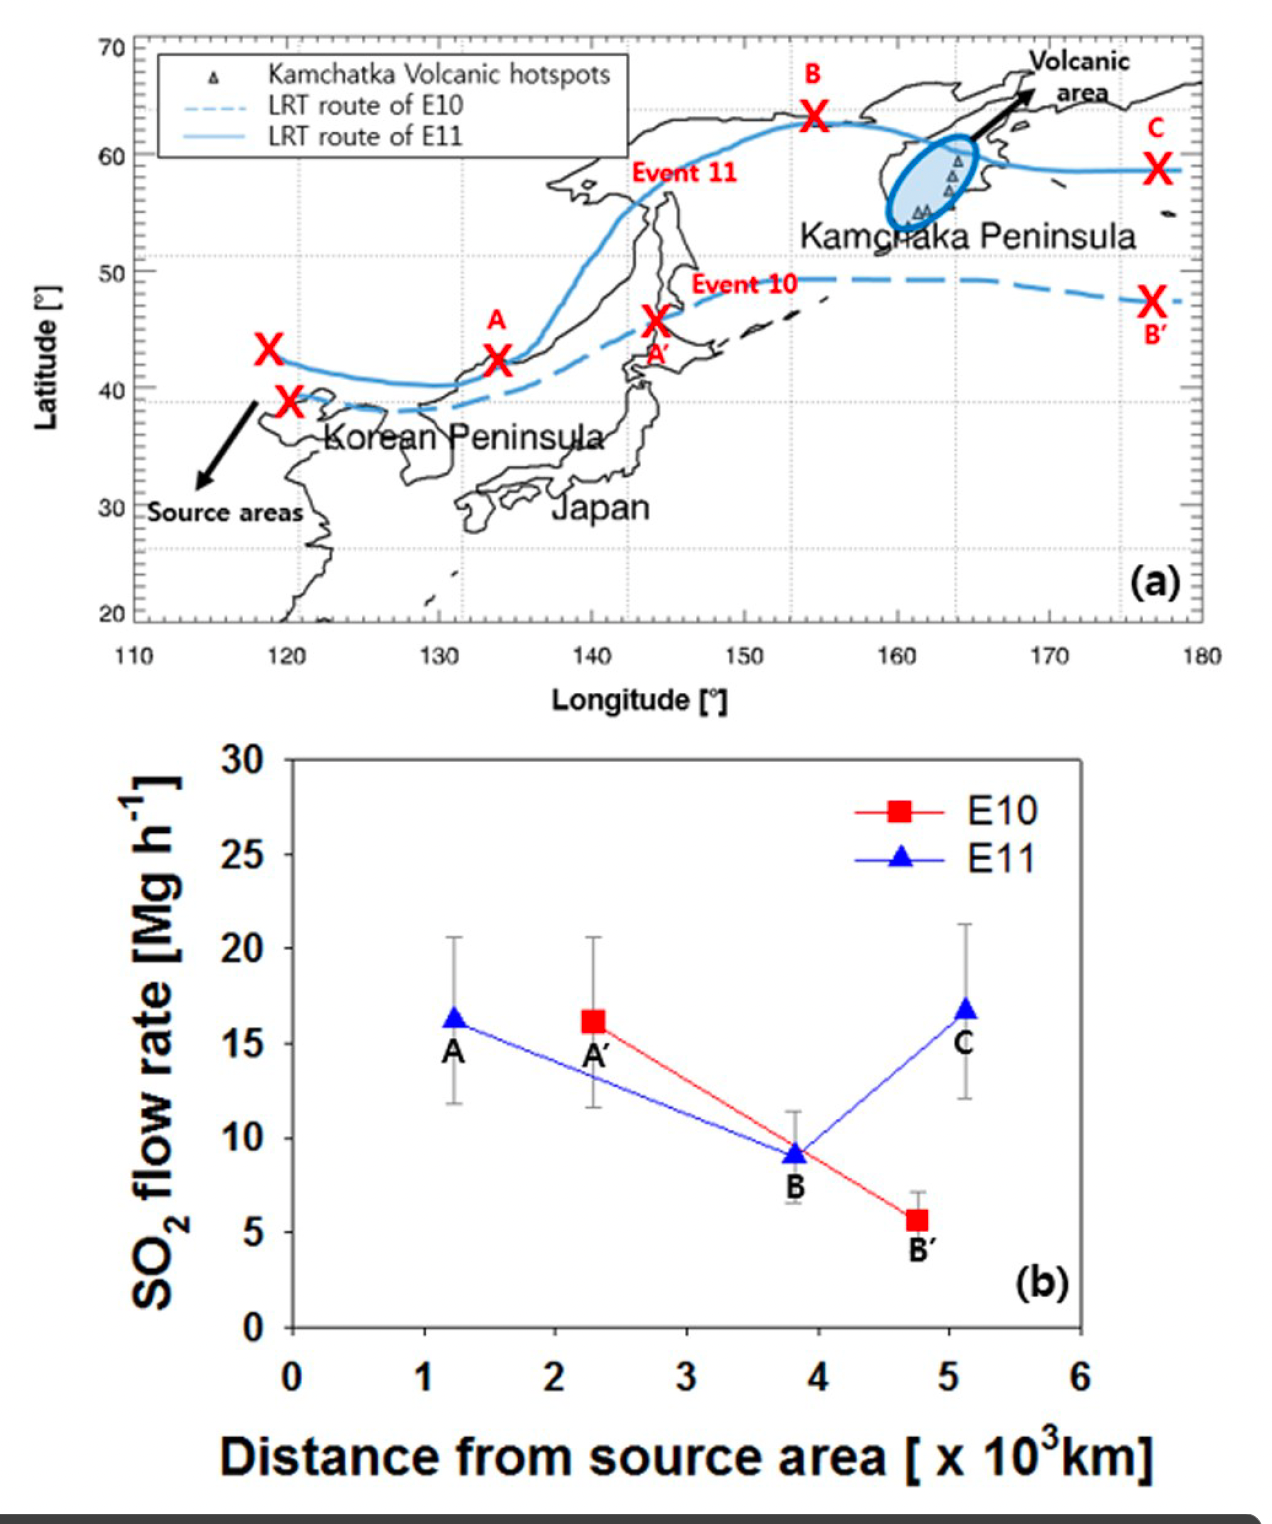 70
60
50
40
30
20
Latitude [°]
Kamchatka Volcanic hotspots
LRT route of E10
LRT route of E11
Volcanic
area
B
C
Event 11
Kamchaka Peninsula
Event 10
A
A′
B′
Korean Peninsula
Source areas
Japan
(a)
110 120 130 140 150 160 170 180
Longitude [°]
30
25
20
15
10
5
0
SO2 flow rate [Mg h-1]
E10
E11
A
A′
C
B
B′
(b)
0 1 2 3 4 5 6
Distance from source area [ x 10³km]